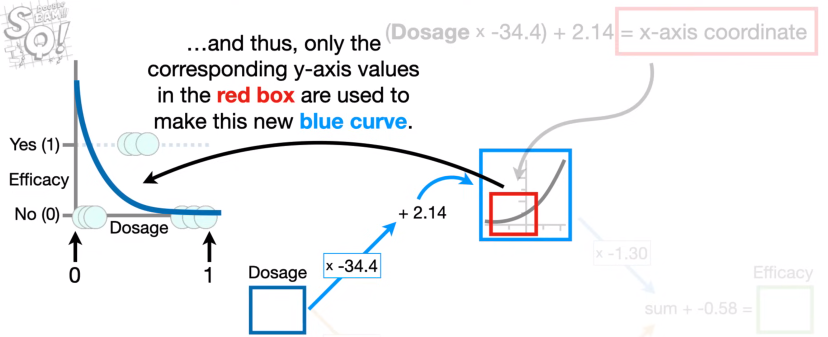 StatQuest
BAM!!!
SQ!
(Dosage x -34.4) + 2.14 = x-axis coordinate
…and thus, only the
corresponding y-axis values
in the red box are used to
make this new blue curve.
Yes (1)
Efficacy
No (0)
Dosage
0
1
+ 2.14
x -34.4
Dosage
x -1.30
Efficacy
sum + -0.58 =